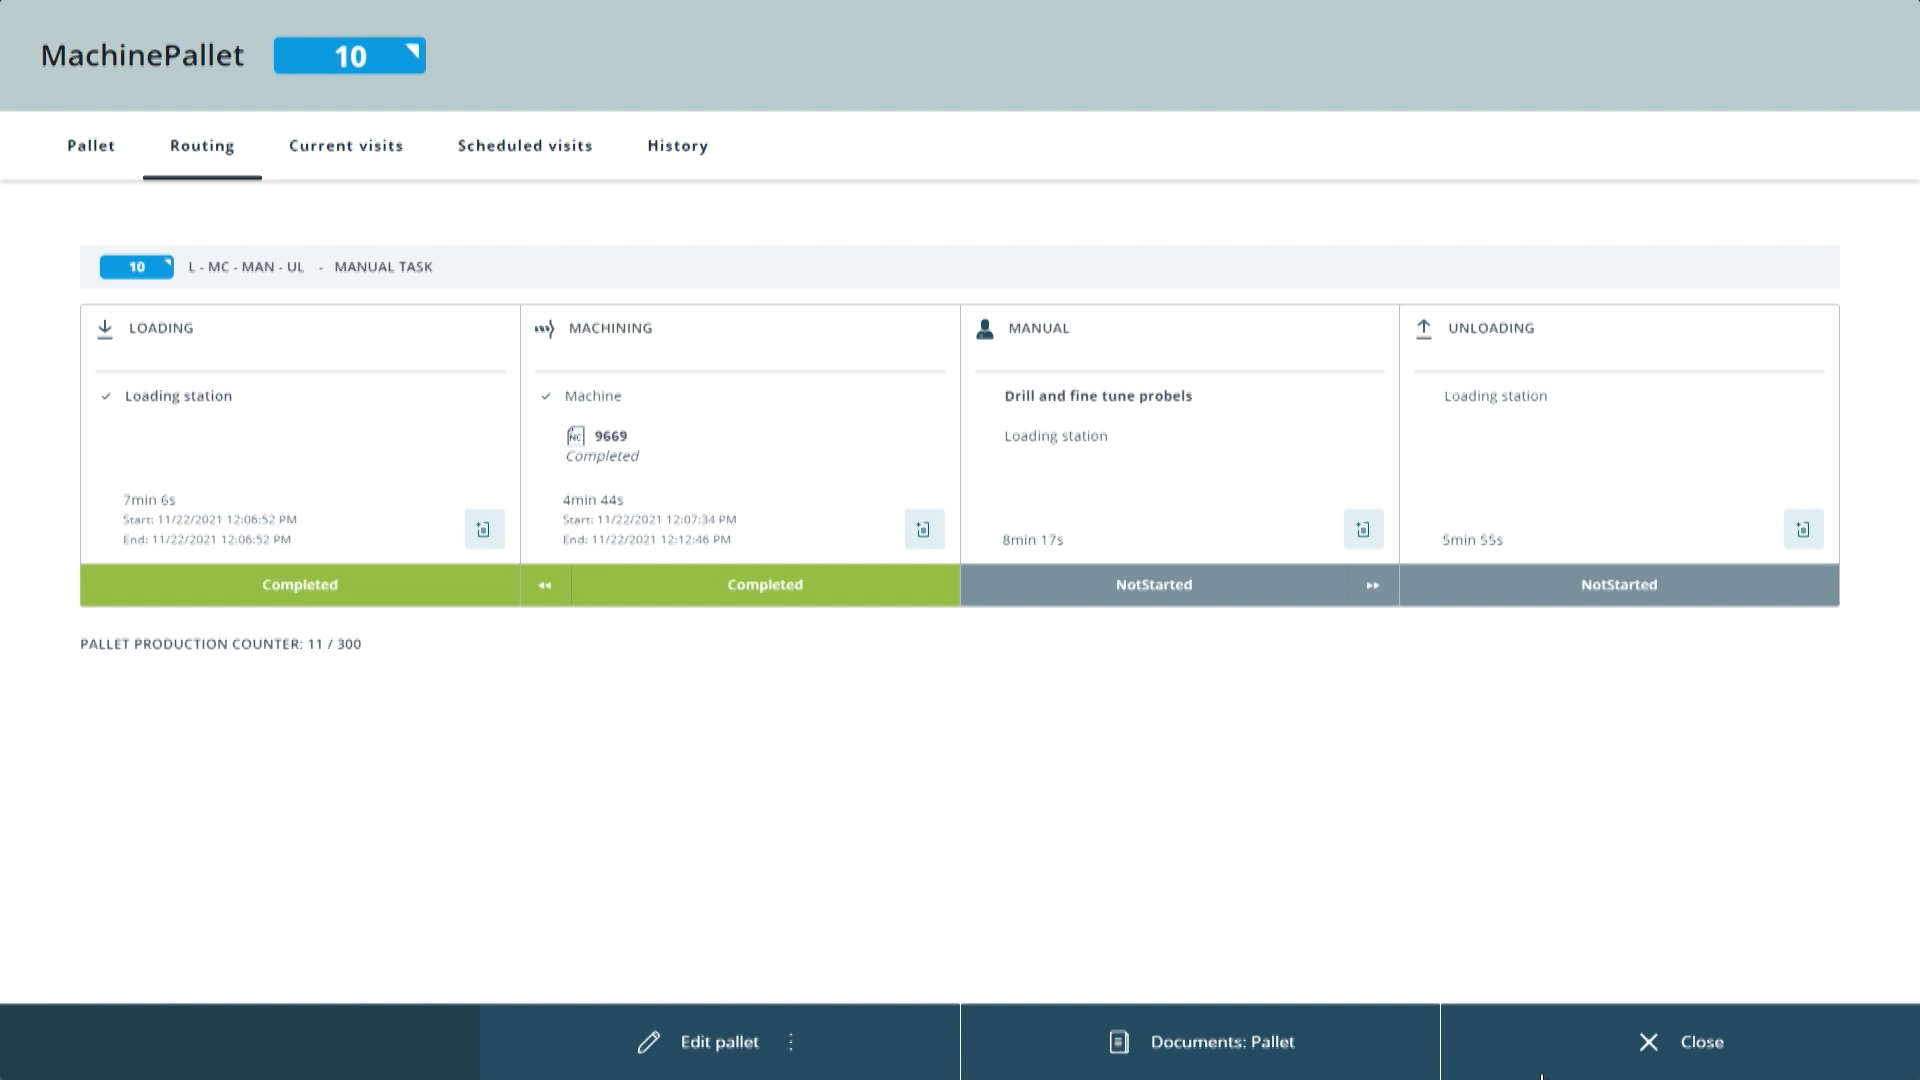 MachinePallet 10
Pallet Routing Current visits Scheduled visits History
10 L - MC - MAN - UL - MANUAL TASK
LOADING
Loading station
7min 6s
Start: 11/22/2021 12:06:52 PM
End: 11/22/2021 12:06:52 PM
Completed
MACHINING
Machine
NC 9669
Completed
4min 44s
Start: 11/22/2021 12:07:34 PM
End: 11/22/2021 12:12:46 PM
Completed
MANUAL
Drill and fine tune probels
Loading station
8min 17s
NotStarted
UNLOADING
Loading station
5min 55s
NotStarted
PALLET PRODUCTION COUNTER: 11 / 300
Edit pallet
Documents: Pallet
Close